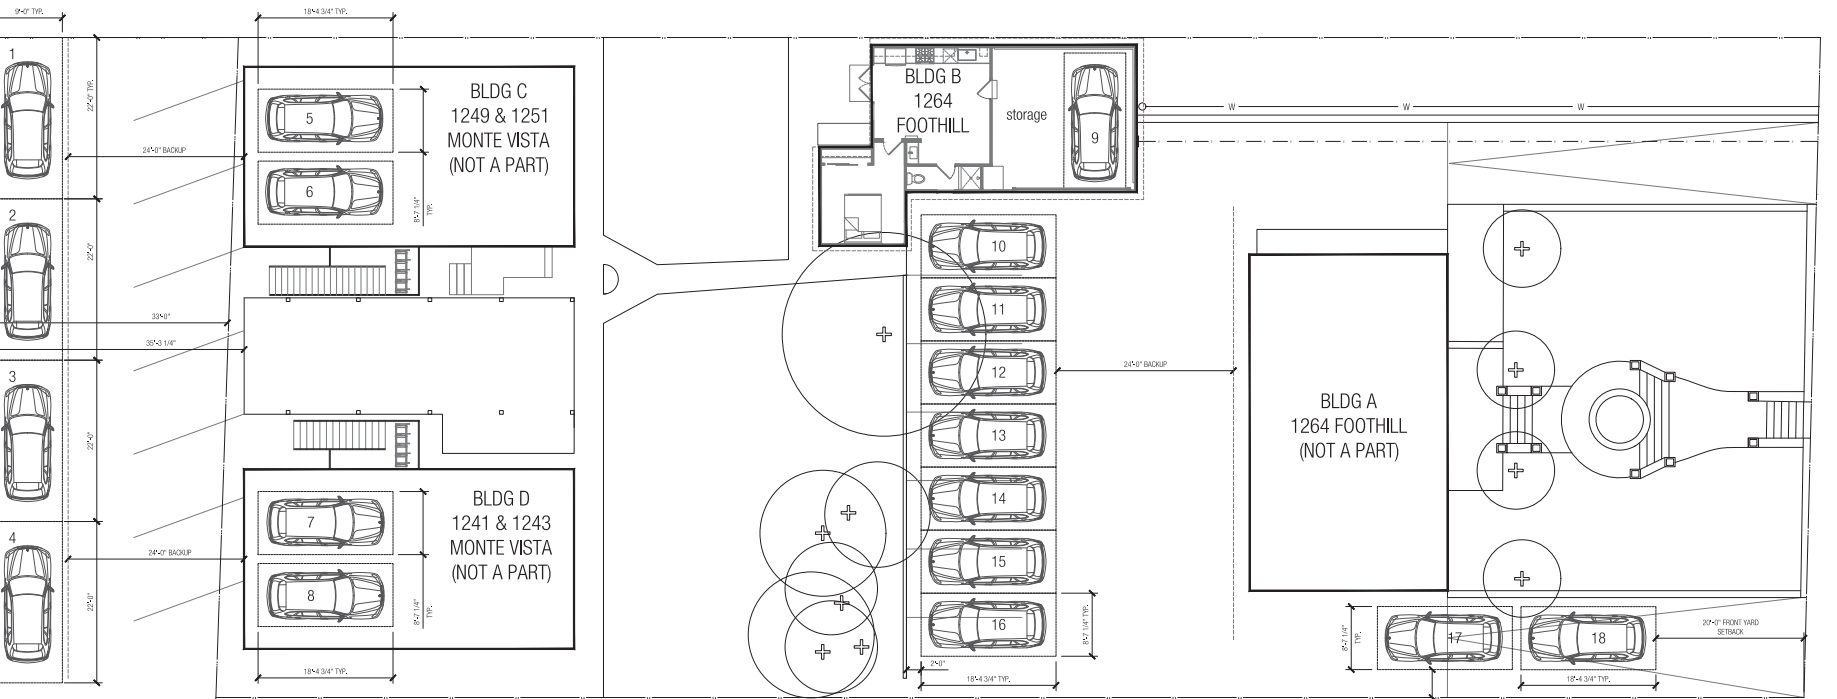 9'-0" TYP.
18'-4 3/4" TYP.
1
22'-0" TYP.
24'-0" BACKUP
2
22'-0"
33'-0"
35'-3 1/4"
3
22'-0"
4
24'-0" BACKUP
22'-0"
BLDG C
1249 & 1251
MONTE VISTA
(NOT A PART)
5
6
8'-7 1/4"
TYP.
BLDG D
1241 & 1243
MONTE VISTA
(NOT A PART)
7
8
8'-7 1/4"
TYP.
18'-4 3/4" TYP.
BLDG B
1264
FOOTHILL
storage
9
W
W
W
10
11
12
13
14
15
16
24'-0" BACKUP
8'-7 1/4" TYP.
2'-0"
18'-4 3/4" TYP.
BLDG A
1264 FOOTHILL
(NOT A PART)
8'-7 1/4"
TYP.
17
18
20'-0" FRONT YARD
SETBACK
18'-4 3/4" TYP.